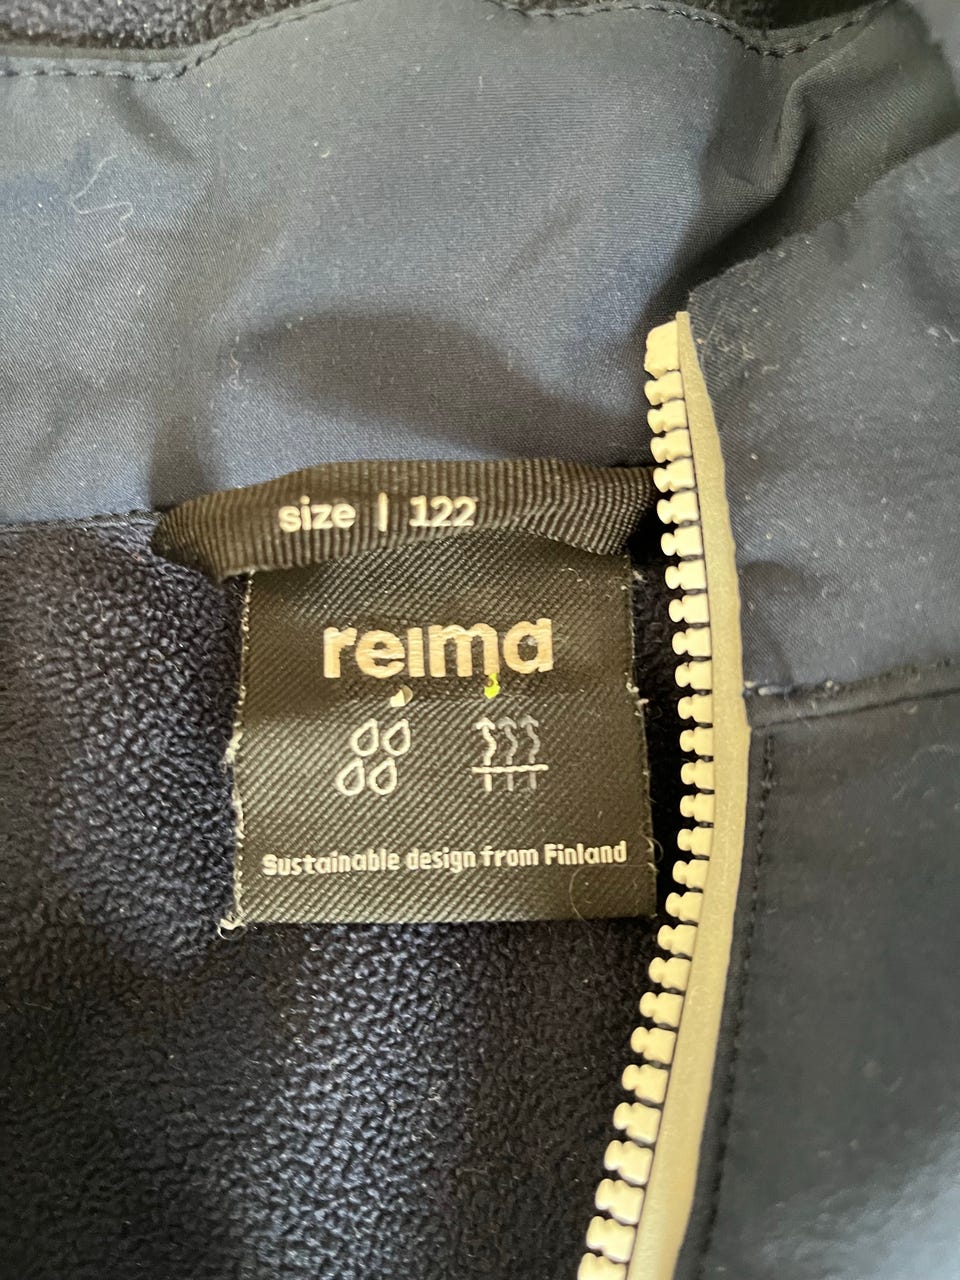 size | 122
reima
Sustainable design from Finland